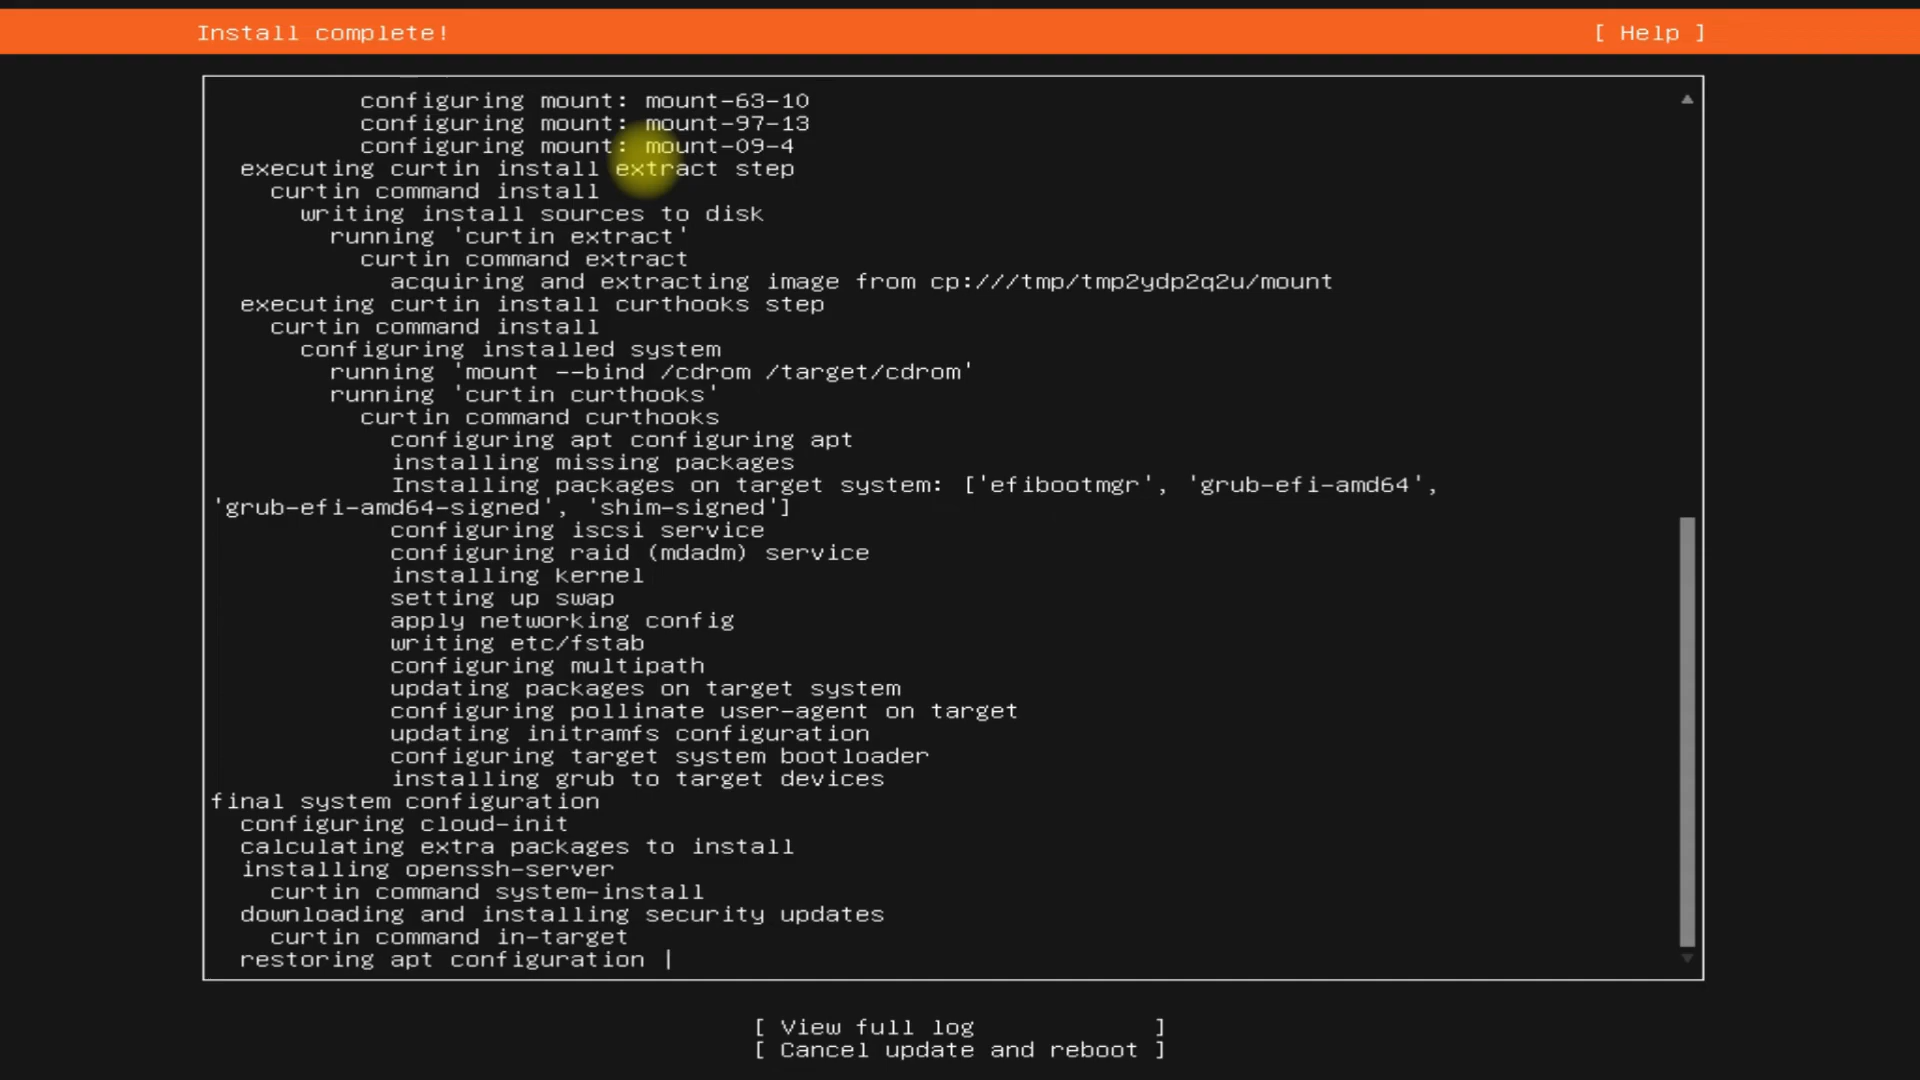 Install complete!
[ Help ]
configuring mount: mount-63-10
configuring mount: mount-97-13
configuring mount: mount-09-4
executing curtin install extract step
curtin command install
writing install sources to disk
running 'curtin extract'
curtin command extract
acquiring and extracting image from cp:///tmp/tmp2ydp2q2u/mount
executing curtin install curthooks step
curtin command install
configuring installed system
running 'mount --bind /cdrom /target/cdrom'
running 'curtin curthooks'
curtin command curthooks
configuring apt configuring apt
installing missing packages
Installing packages on target system: ['efibootmgr', 'grub-efi-amd64',
'grub-efi-amd64-signed', 'shim-signed']
configuring iscsi service
configuring raid (mdadm) service
installing kernel
setting up swap
apply networking config
writing etc/fstab
configuring multipath
updating packages on target system
configuring pollinate user-agent on target
updating initramfs configuration
configuring target system bootloader
installing grub to target devices
final system configuration
configuring cloud-init
calculating extra packages to install
installing openssh-server
curtin command system-install
downloading and installing security updates
curtin command in-target
restoring apt configuration |
[ View full log ]
[ Cancel update and reboot ]